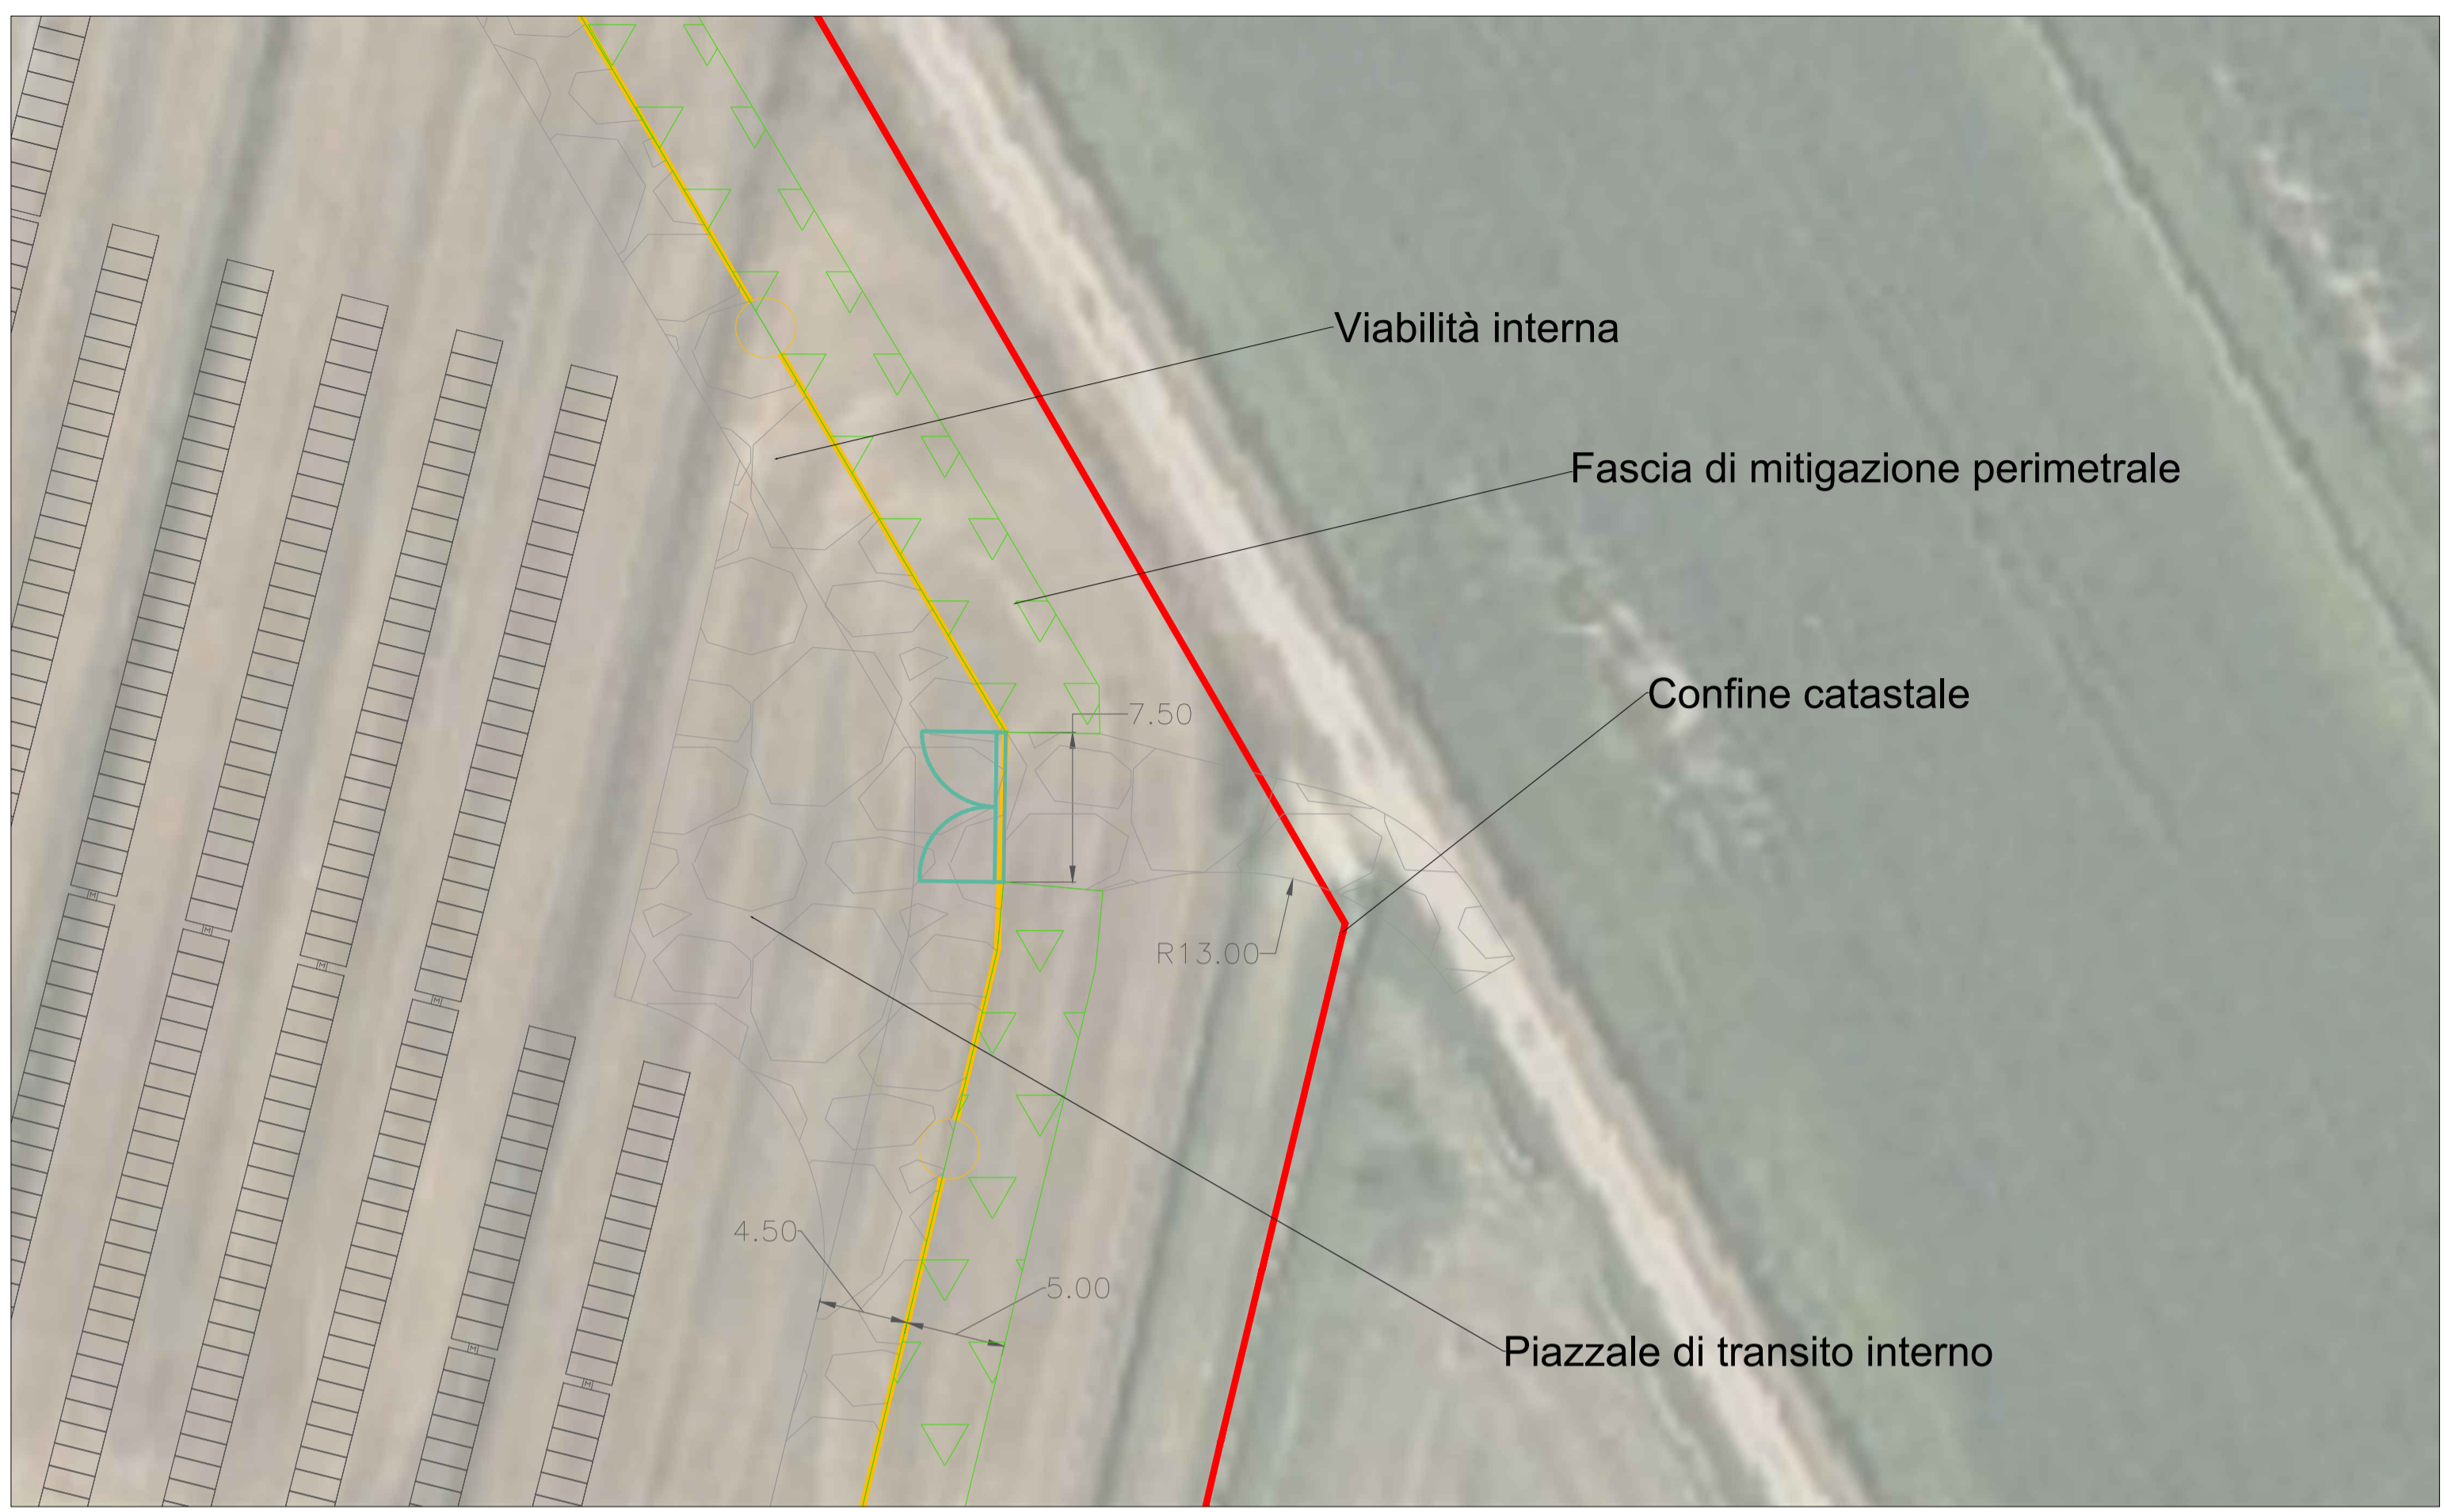 Viabilità interna
Fascia di mitigazione perimetrale
Confine catastale
7.50
M
M
M
M
R13.00
4.50
5.00
M
Piazzale di transito interno
M